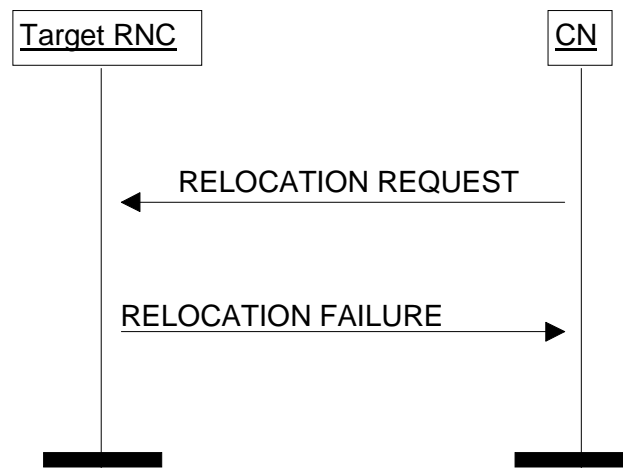 Target RNC
CN
RELOCATION REQUEST
RELOCATION FAILURE